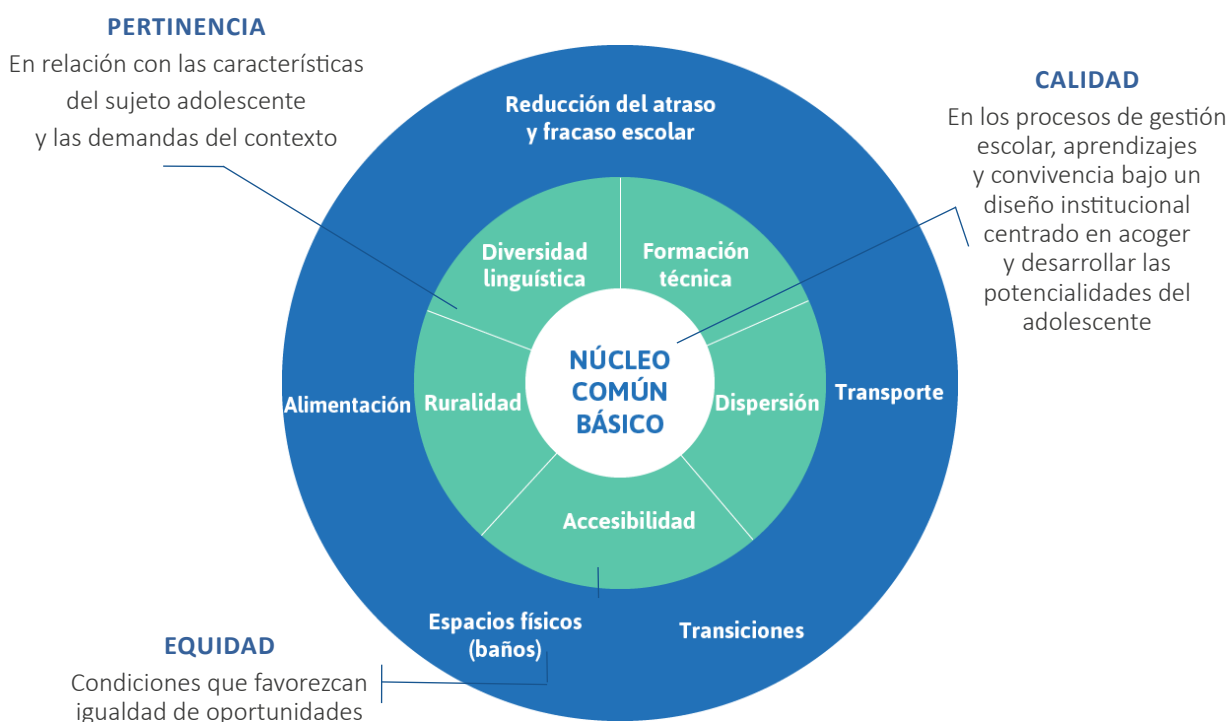 PERTINENCIA
En relación con las características
del sujeto adolescente
y las demandas del contexto
CALIDAD
En los procesos de gestión
escolar, aprendizajes
y convivencia bajo un
diseño institucional
centrado en acoger
y desarrollar las
potencialidades del
adolescente
Reducción del atraso
y fracaso escolar
Diversidad
linguística
Formación
técnica
NÚCLEO
COMÚN
BÁSICO
Alimentación
Ruralidad
Dispersión
Transporte
Accesibilidad
Espacios físicos
(baños)
Transiciones
EQUIDAD
Condiciones que favorezcan
igualdad de oportunidades